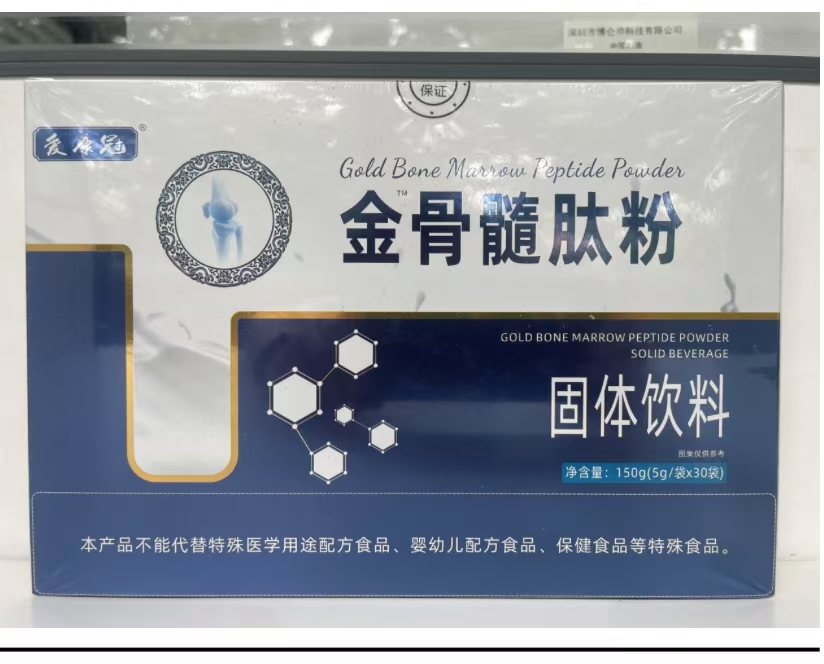 深圳市博仑帅科技有限公司
保证
爱康冠®
Gold Bone Marrow Peptide Powder
™
金骨髓肽粉
GOLD BONE MARROW PEPTIDE POWDER
SOLID BEVERAGE
固体饮料
图案仅供参考
净含量：150g(5g/袋x30袋)
本产品不能代替特殊医学用途配方食品、婴幼儿配方食品、保健食品等特殊食品。